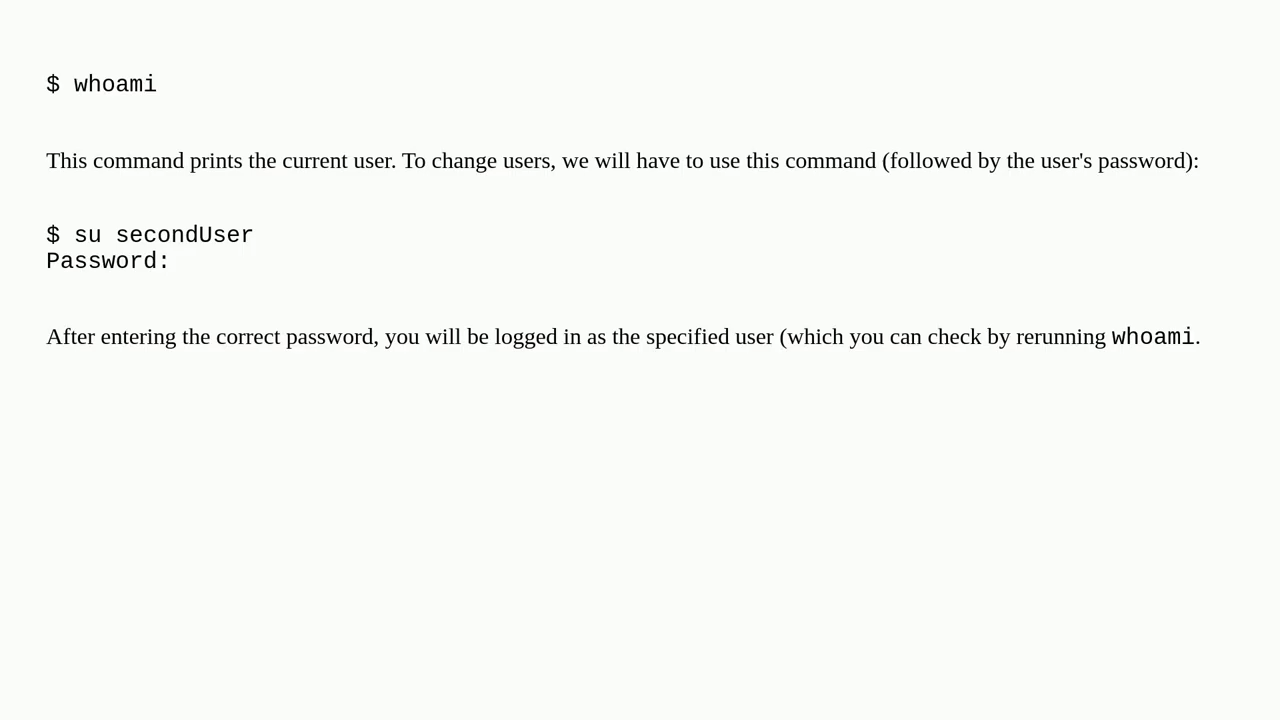 $ whoami
This command prints the current user. To change users, we will have to use this command (followed by the user's password):
$ su secondUser
Password:
After entering the correct password, you will be logged in as the specified user (which you can check by rerunning whoami.